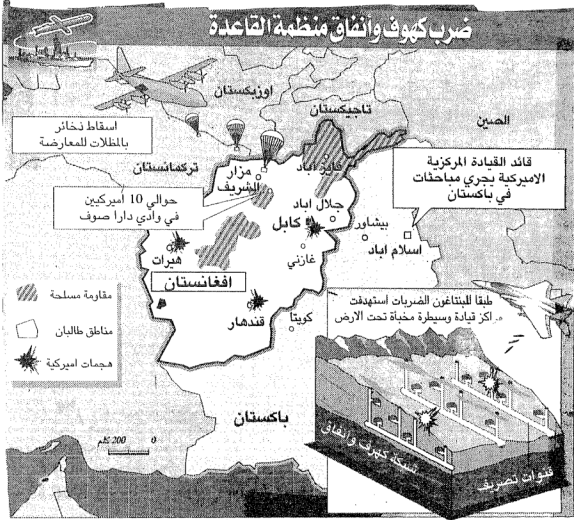 ضرب كهوف وأنفاق منظمة القاعدة
اوزبكستان
تاجيكستان
الصين
اسقاط ذخائر
بالمظلات للمعارضة
تركمانستان
مزار
الشريف
فايز اباد
قائد القيادة المركزية
الاميركية يجري مباحثات
في باكستان
حوالي 10 أميركيين
في وادي دارا صوف
جلال اباد
كابل
بيشاور
اسلام اباد
هيرات
غازني
افغانستان
قندهار
كويتا
مقاومة مسلحة
مناطق طالبان
هجمات اميركية
طبقا للبنتاغون الضربات أستهدفت
مراكز قيادة وسيطرة مخبأة تحت الارض
باكستان
0 200 كلم
شبكة كهوف وانفاق
قنوات تصريف